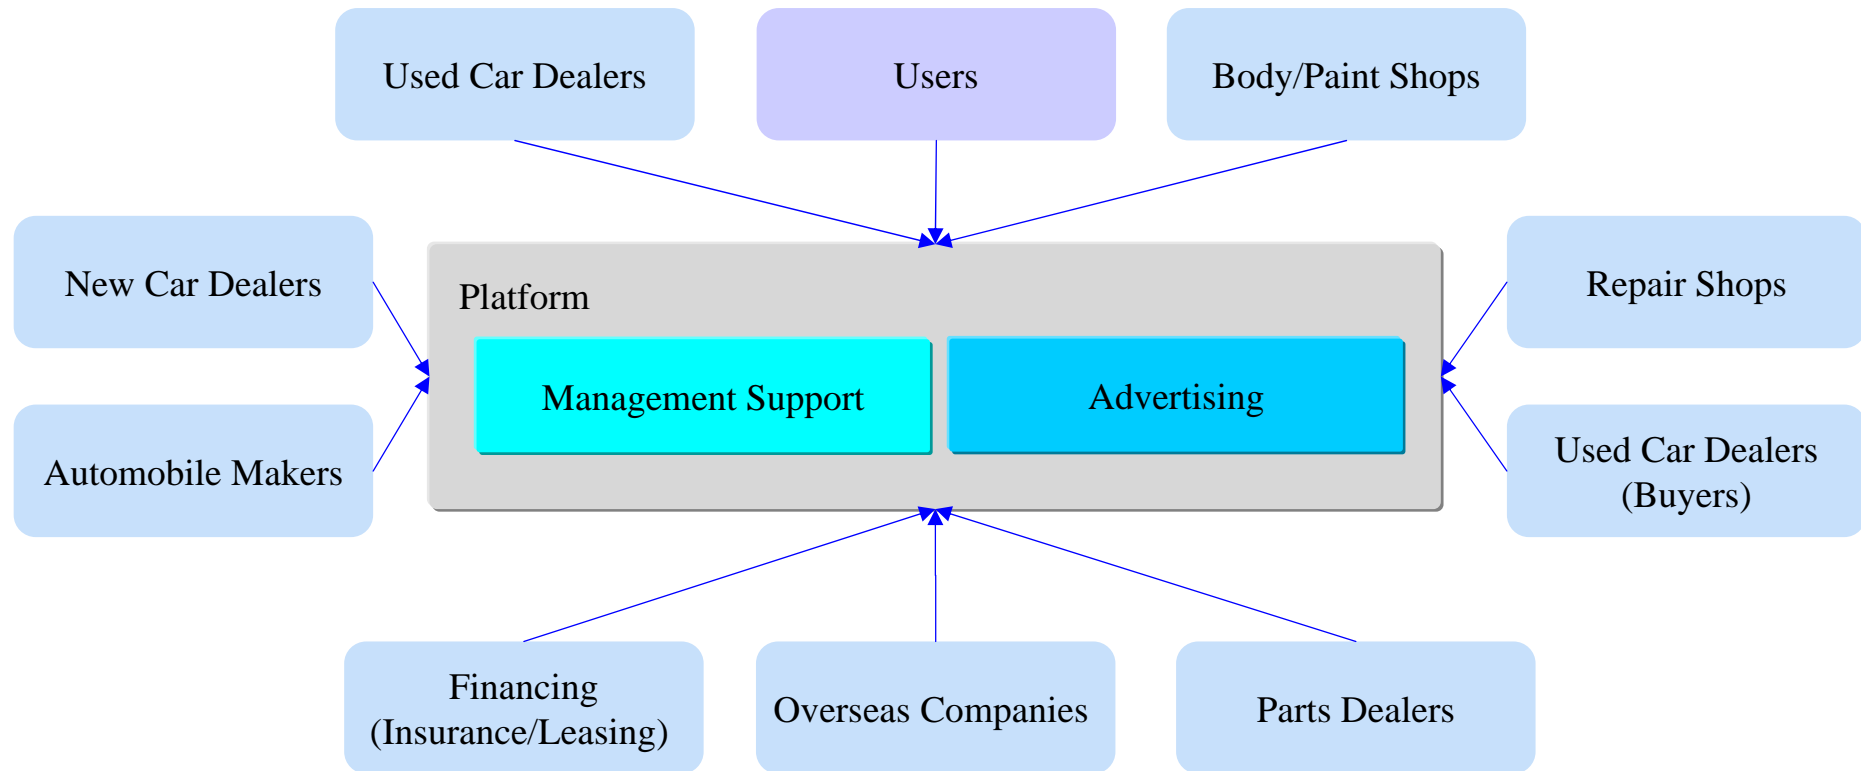 Used Car Dealers
Users
Body/Paint Shops
New Car Dealers
Repair Shops
Platform
Management Support
Advertising
Automobile Makers
Used Car Dealers
(Buyers)
Financing
(Insurance/Leasing)
Overseas Companies
Parts Dealers